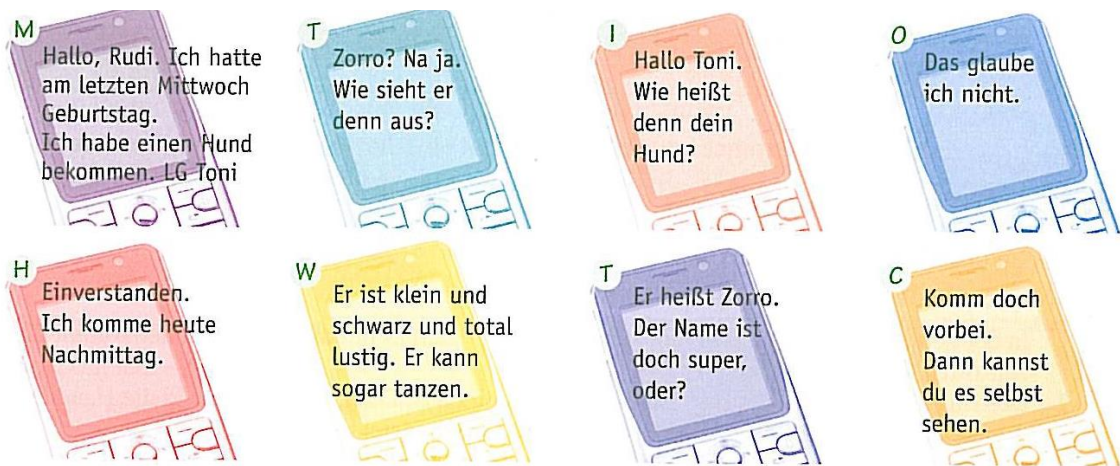 M
Hallo, Rudi. Ich hatte
am letzten Mittwoch
Geburtstag.
Ich habe einen Hund
bekommen. LG Toni
T
Zorro? Na ja.
Wie sieht er
denn aus?
I
Hallo Toni.
Wie heißt
denn dein
Hund?
O
Das glaube
ich nicht.
H
Einverstanden.
Ich komme heute
Nachmittag.
W
Er ist klein und
schwarz und total
lustig. Er kann
sogar tanzen.
T
Er heißt Zorro.
Der Name ist
doch super,
oder?
C
Komm doch
vorbei.
Dann kannst
du es selbst
sehen.